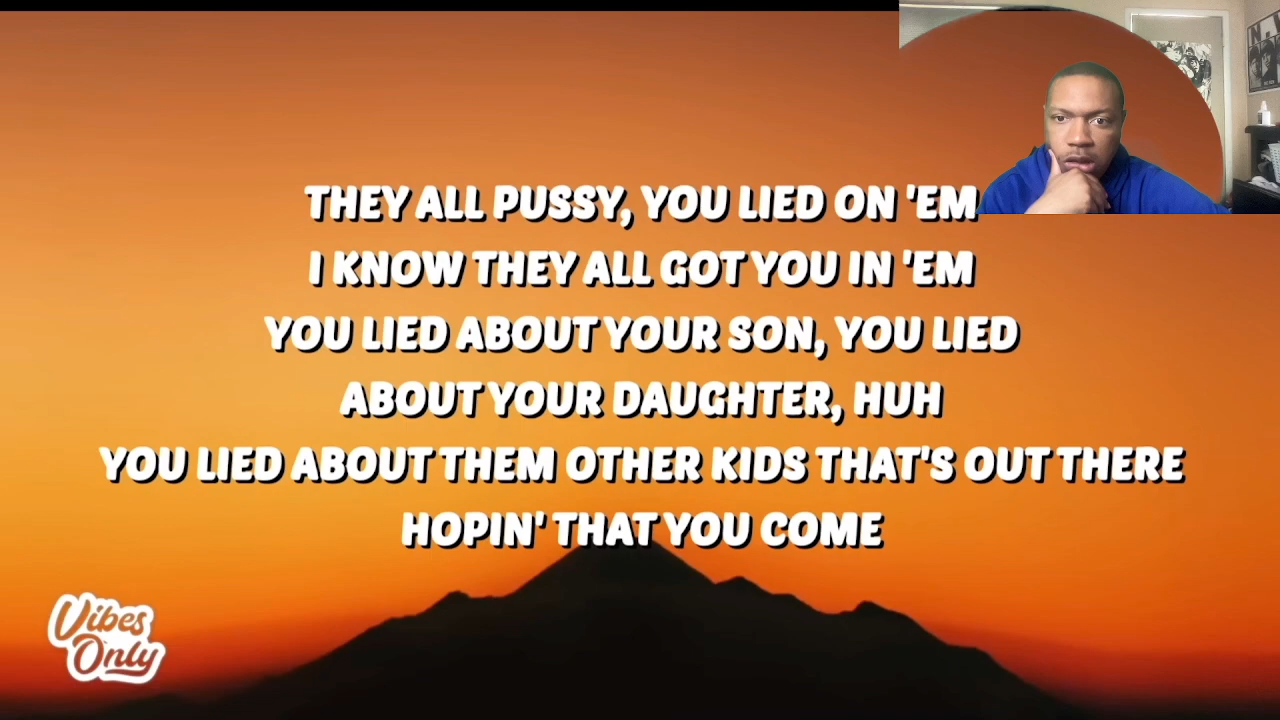 THEY ALL PUSSY, YOU LIED ON 'EM
I KNOW THEY ALL GOT YOU IN 'EM
YOU LIED ABOUT YOUR SON, YOU LIED
ABOUT YOUR DAUGHTER, HUH
YOU LIED ABOUT THEM OTHER KIDS THAT'S OUT THERE
HOPIN' THAT YOU COME
Vibes
Only